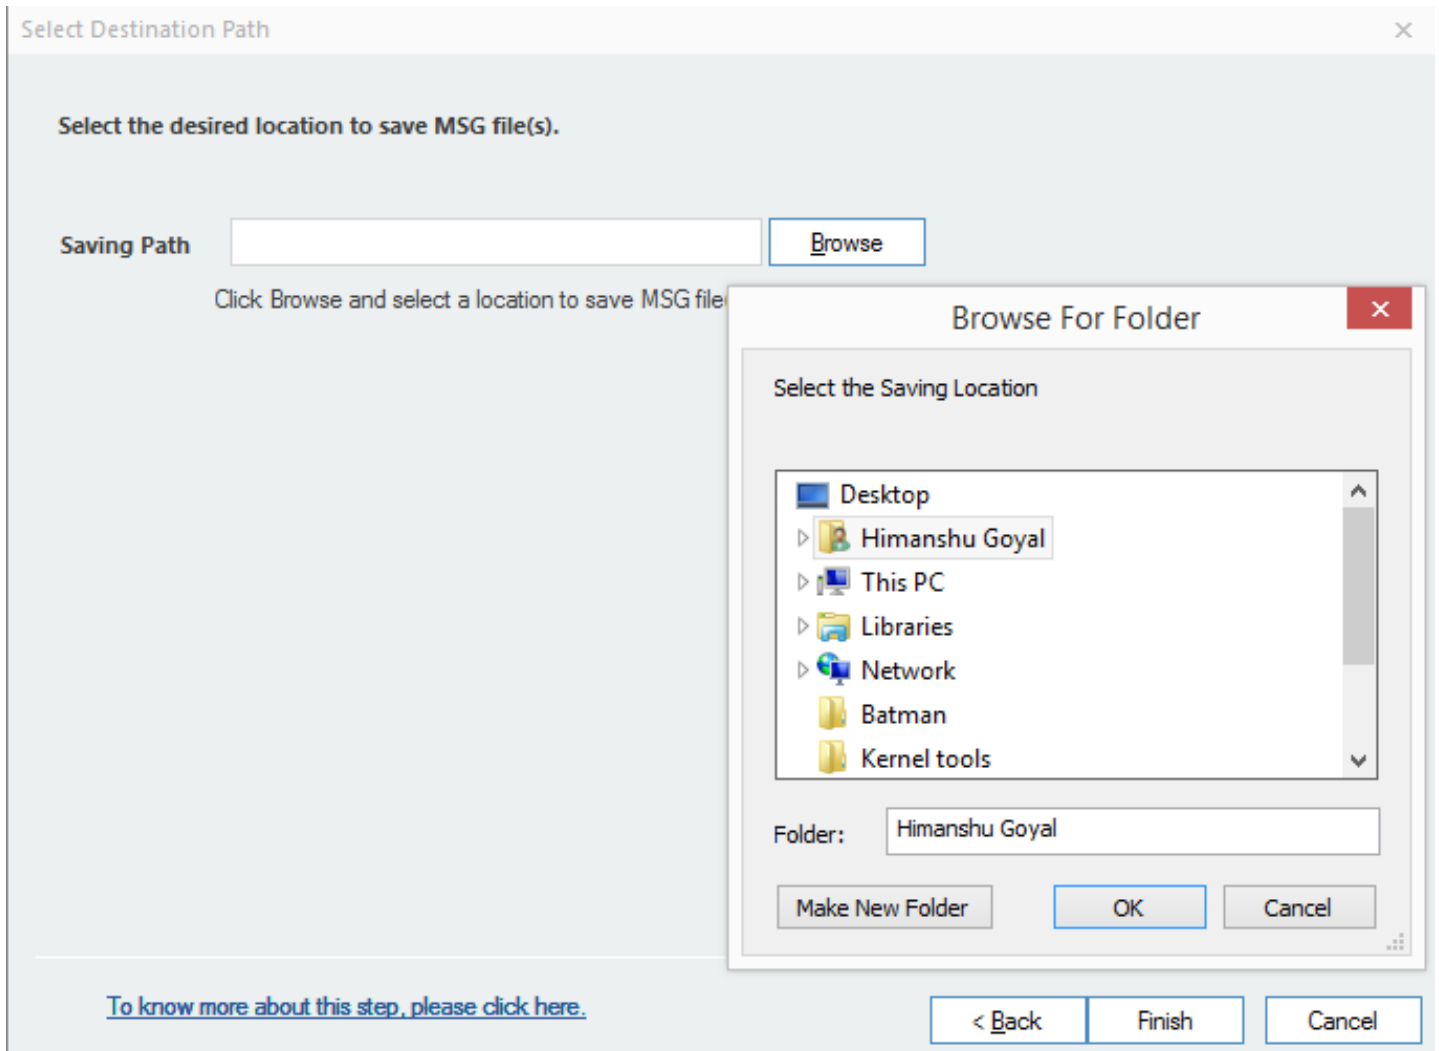 Select Destination Path
Select the desired location to save MSG file(s).
Saving Path
Browse
Click Browse and select a location to save MSG file
Browse For Folder
Select the Saving Location
Desktop
Himanshu Goyal
This PC
Libraries
Network
Batman
Kernel tools
Folder: Himanshu Goyal
Make New Folder OK Cancel
To know more about this step, please click here.
< Back Finish Cancel